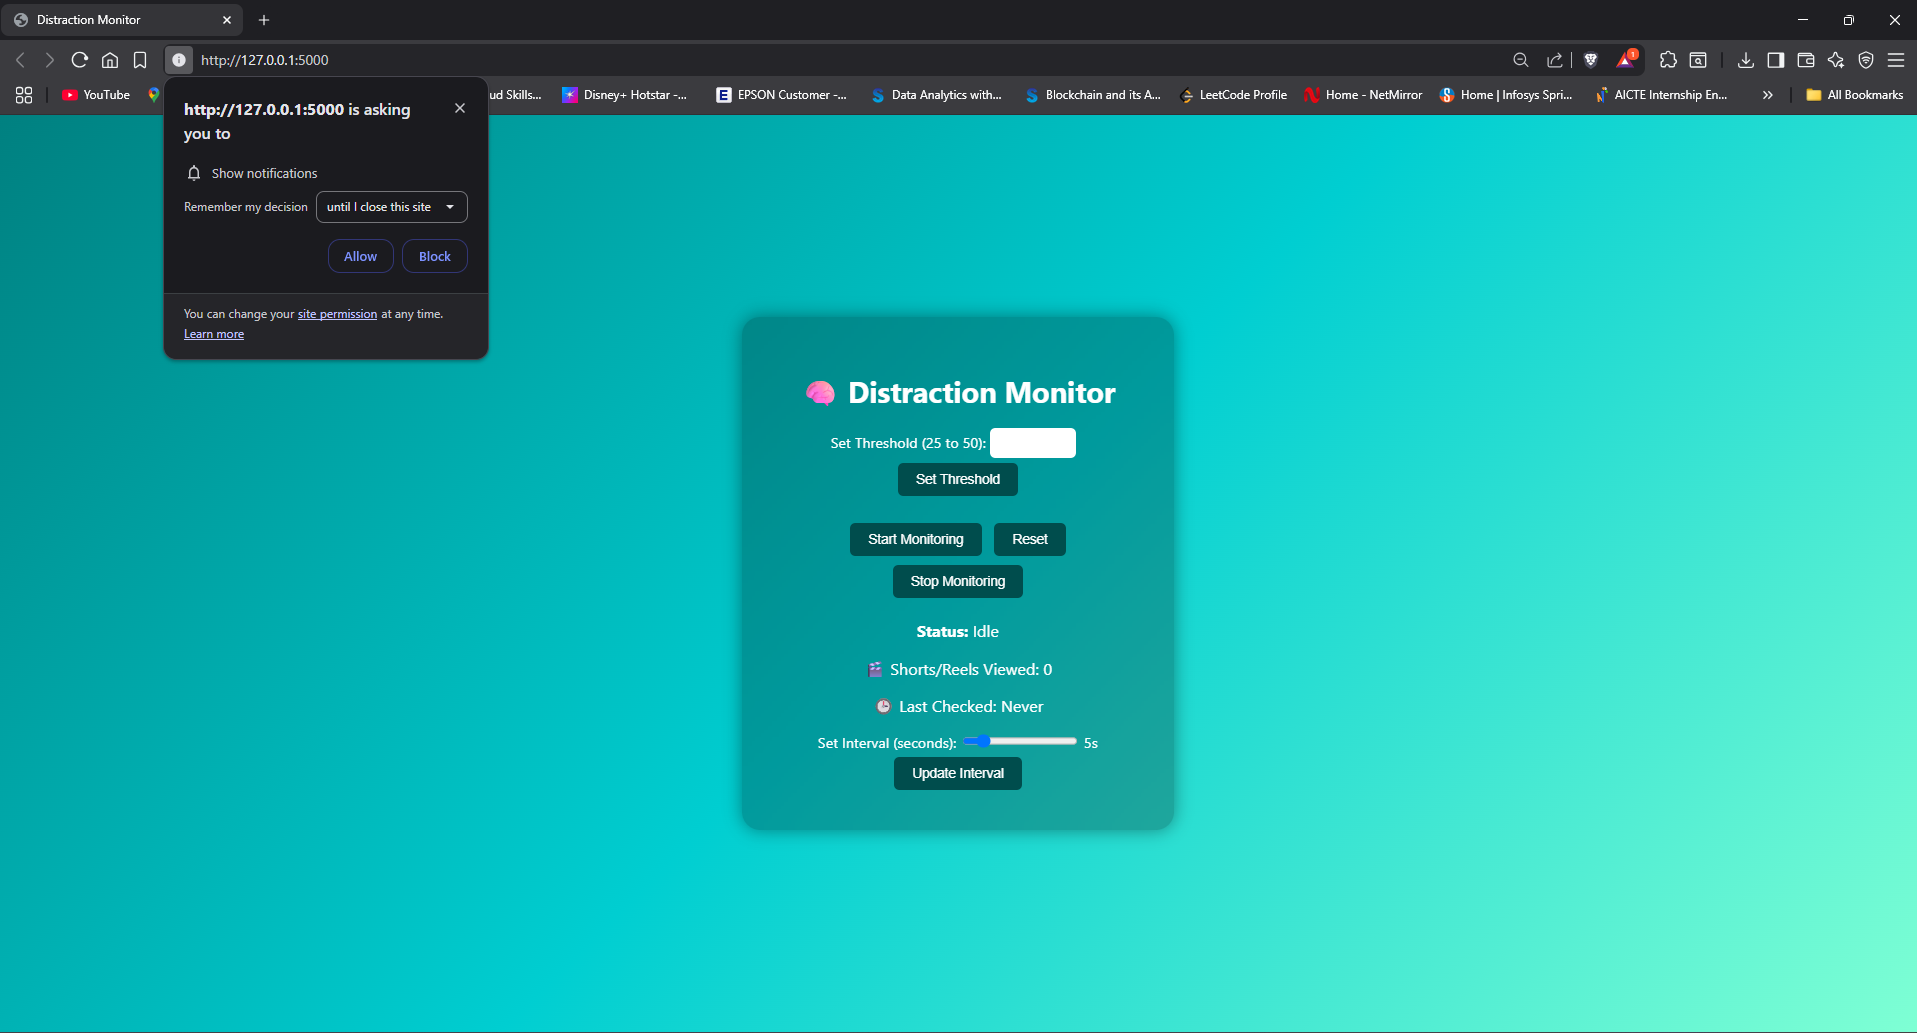 Distraction Monitor
http://127.0.0.1:5000
1
YouTube
ud Skills...
Disney+ Hotstar -...
EPSON Customer -...
Data Analytics with...
Blockchain and its A...
LeetCode Profile
Home - NetMirror
Home | Infosys Spri...
AICTE Internship En...
All Bookmarks
http://127.0.0.1:5000 is asking
you to
Show notifications
Remember my decision until I close this site
Allow Block
You can change your site permission at any time.
Learn more
Distraction Monitor
Set Threshold (25 to 50):
Set Threshold
Start Monitoring Reset
Stop Monitoring
Status: Idle
Shorts/Reels Viewed: 0
Last Checked: Never
Set Interval (seconds): 5s
Update Interval